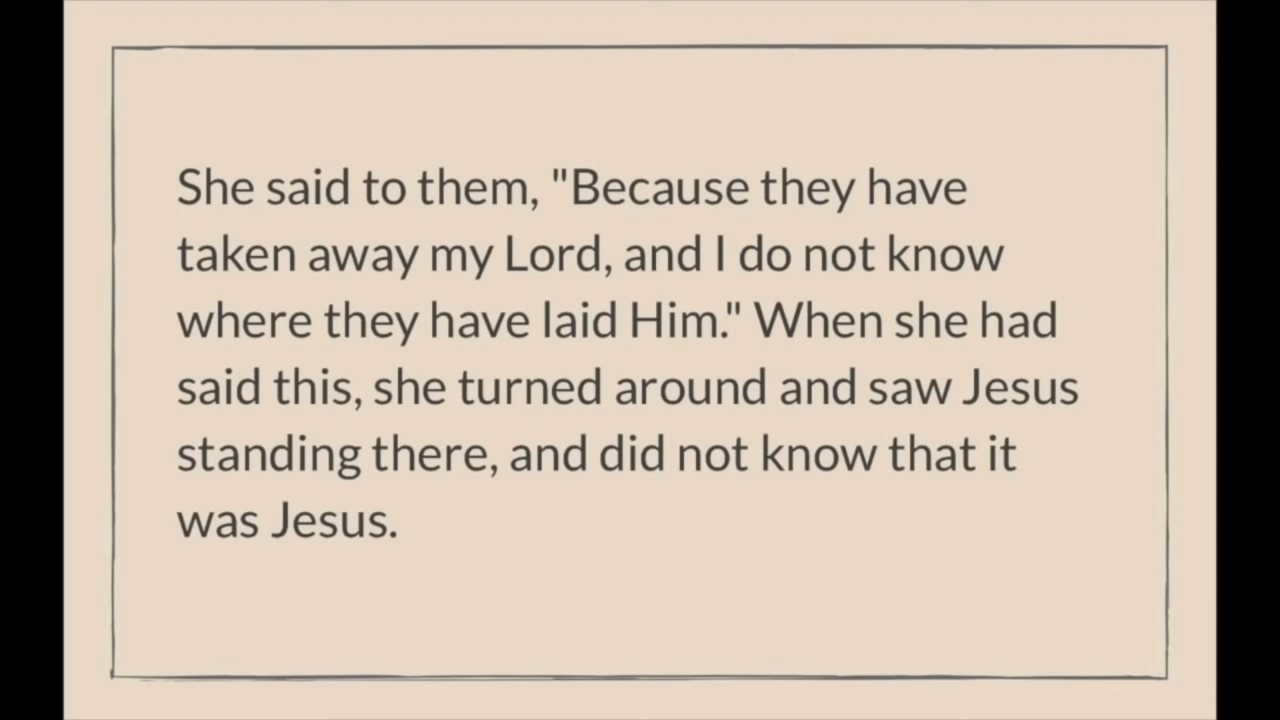 She said to them, "Because they have
taken away my Lord, and I do not know
where they have laid Him." When she had
said this, she turned around and saw Jesus
standing there, and did not know that it
was Jesus.